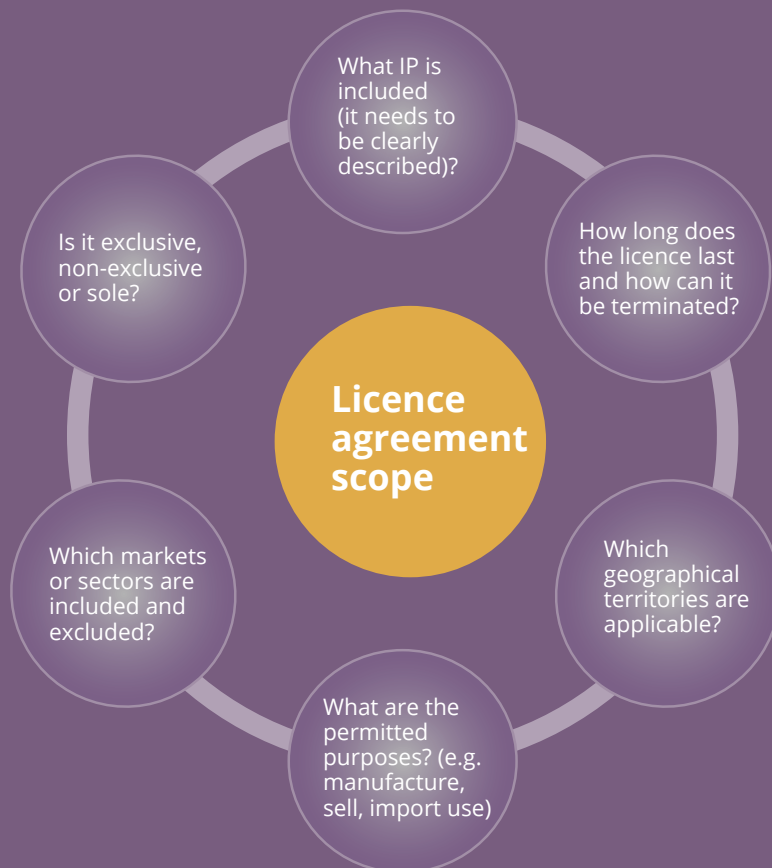 What IP is
included
(it needs to
be clearly
described)?
How long does
the licence last
and how can it
be terminated?
Which
geographical
territories are
applicable?
What are the
permitted
purposes? (e.g.
manufacture,
sell, import use)
Which markets
or sectors are
included and
excluded?
Is it exclusive,
non-exclusive
or sole?
Licence
agreement
scope